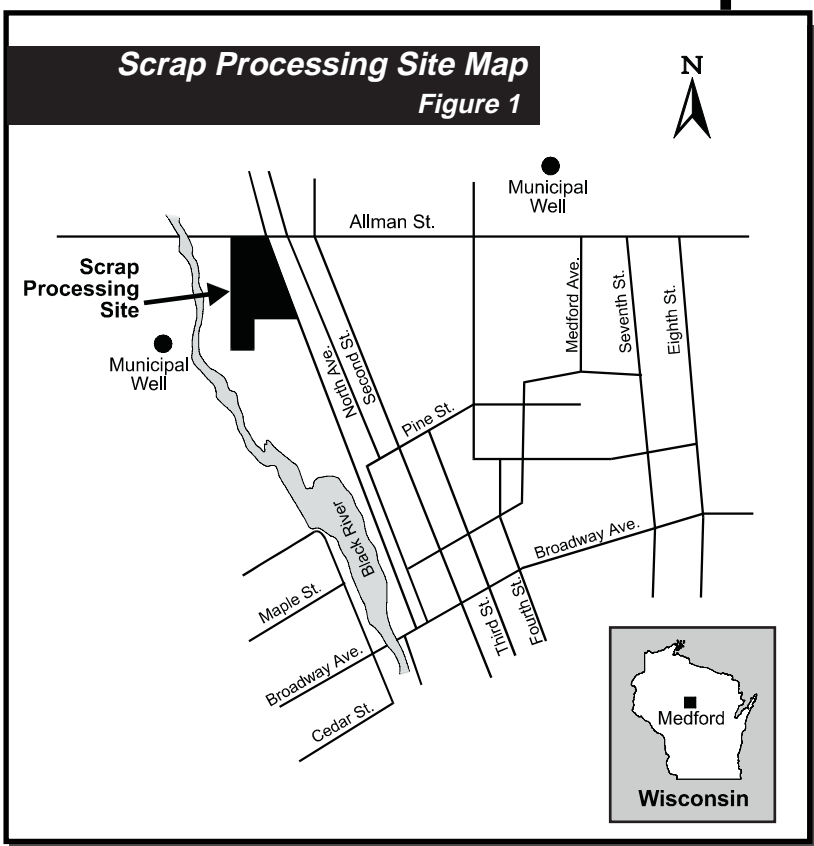 Scrap Processing Site Map
Figure 1
N
Municipal
Well
Allman St.
Scrap
Processing
Site
Municipal
Well
North Ave.
Second St.
Medford Ave.
Seventh St.
Eighth St.
Pine St.
Black River
Broadway Ave.
Maple St.
Third St.
Fourth St.
Broadway Ave.
Cedar St.
Medford
Wisconsin